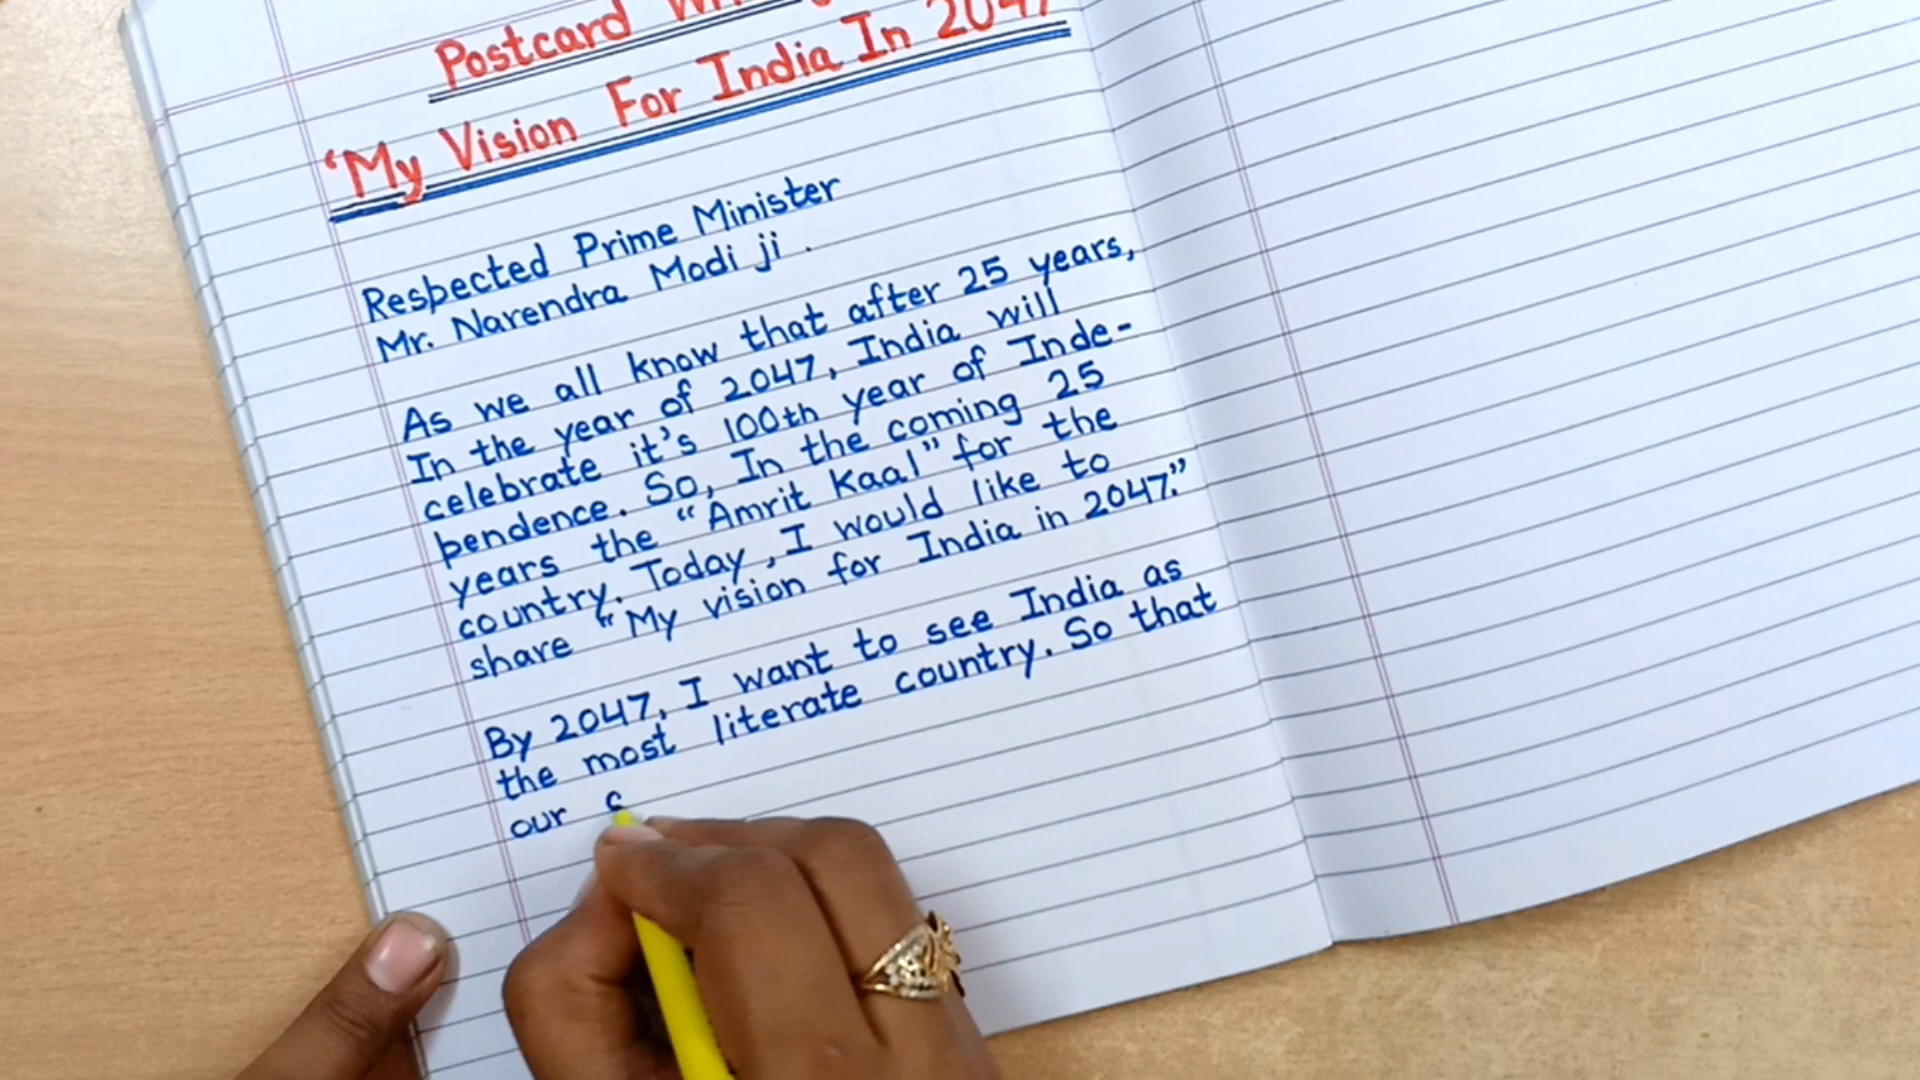 Postcard
'My Vision For India In 2047
Respected Prime Minister
Mr. Narendra Modi ji.
As we all know that after 25 years,
In the year of 2047, India will
celebrate it's 100th year of Inde-
pendence. So, In the coming 25
years the "Amrit Kaal" for the
country. Today, I would like to
share "My vision for India in 2047."
By 2047, I want to see India as
the most literate country. So that
our